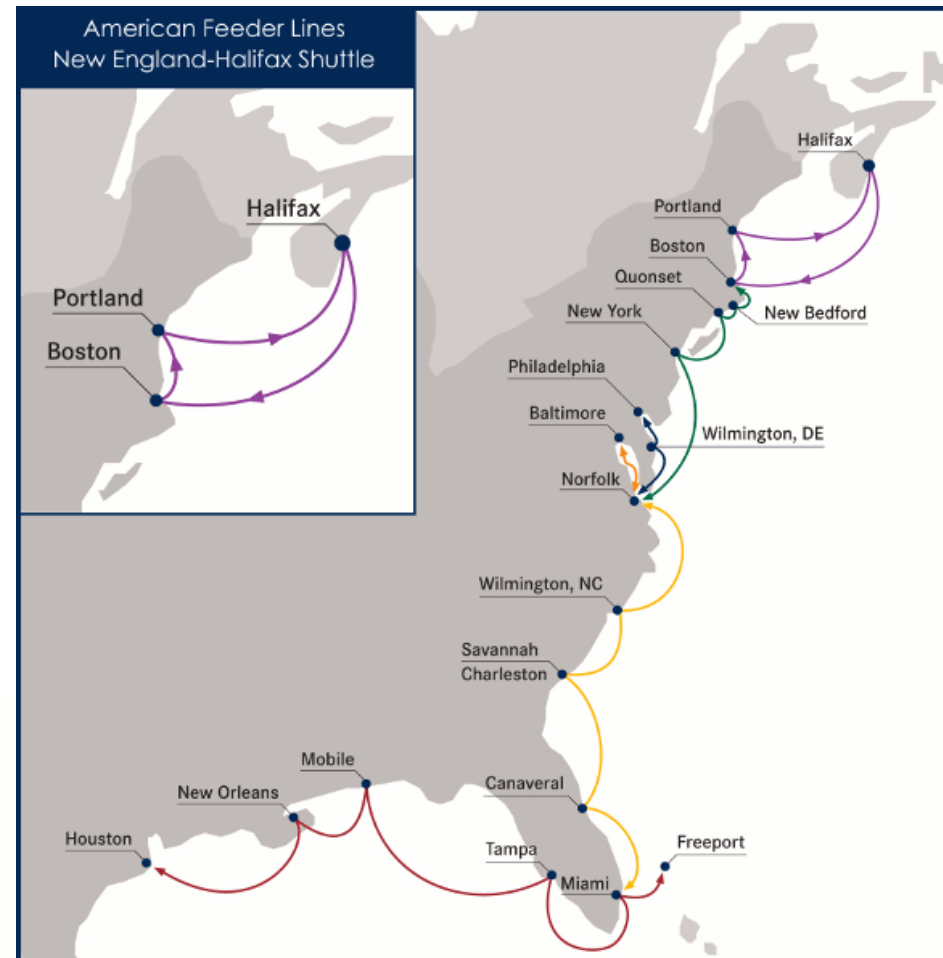 American Feeder Lines
New England-Halifax Shuttle
Halifax
Portland
Boston
Halifax
Portland
Boston
Quonset
New Bedford
New York
Philadelphia
Baltimore
Wilmington, DE
Norfolk
Wilmington, NC
Savannah
Charleston
Mobile
New Orleans
Canaveral
Houston
Tampa
Freeport
Miami